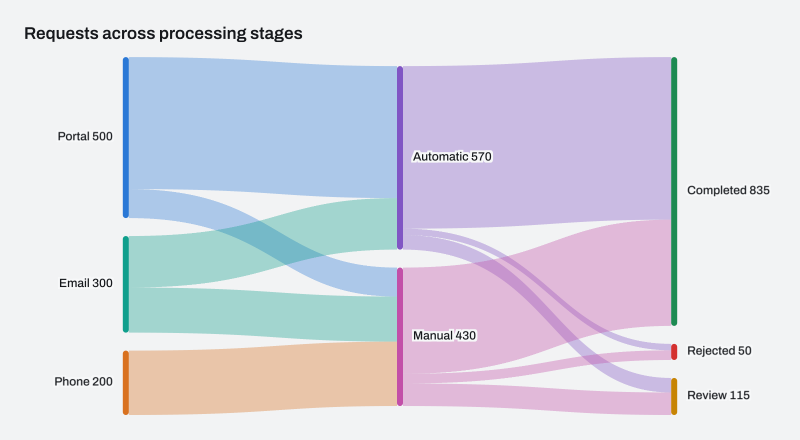 Requests across processing stages
Portal 500
Email 300
Phone 200
Automatic 570
Manual 430
Completed 835
Rejected 50
Review 115